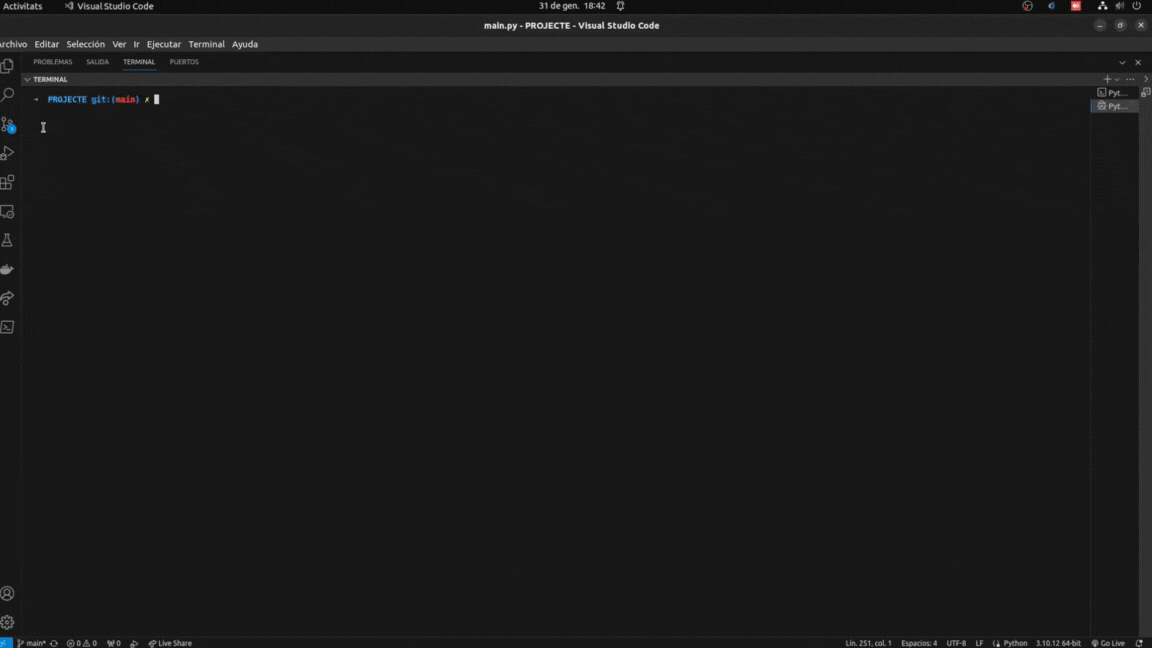 Activitats Visual Studio Code 31 de gen. 18:42
main.py - PROJECTE - Visual Studio Code
Archivo Editar Selección Ver Ir Ejecutar Terminal Ayuda
PROBLEMAS SALIDA TERMINAL PUERTOS
TERMINAL
→ PROJECTE git:(main) ✗
Pyt...
Pyt...
main* 0 0 0 Live Share Lín. 251, col. 1 Espacios: 4 UTF-8 LF Python 3.10.12 64-bit Go Live